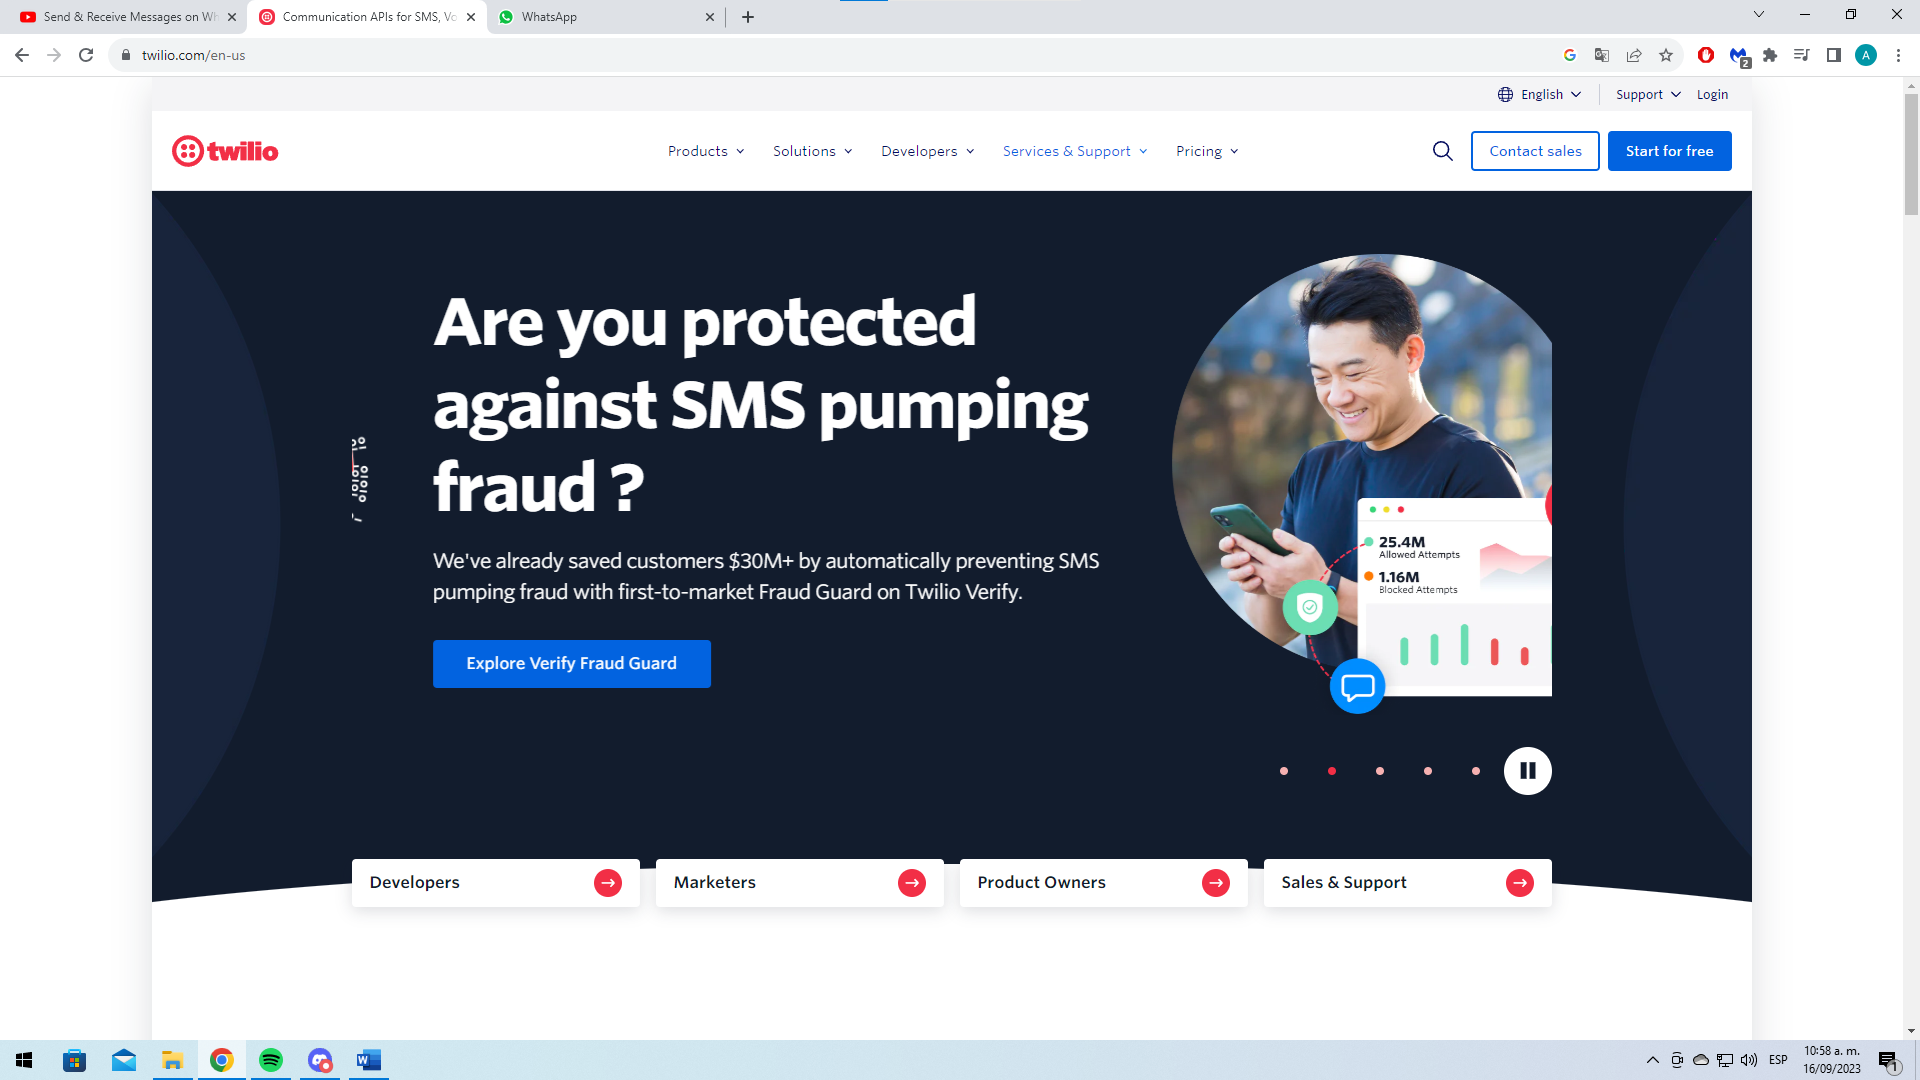 Send & Receive Messages on Wh
Communication APIs for SMS, Vo
WhatsApp
twilio.com/en-us
2
A
English
Support
Login
twilio
Products
Solutions
Developers
Services & Support
Pricing
Contact sales
Start for free
Are you protected
against SMS pumping
fraud ?
We've already saved customers $30M+ by automatically preventing SMS
pumping fraud with first-to-market Fraud Guard on Twilio Verify.
Explore Verify Fraud Guard
25.4M
Allowed Attempts
1.16M
Blocked Attempts
Developers
Marketers
Product Owners
Sales & Support
ESP
10:58 a. m.
16/09/2023
1